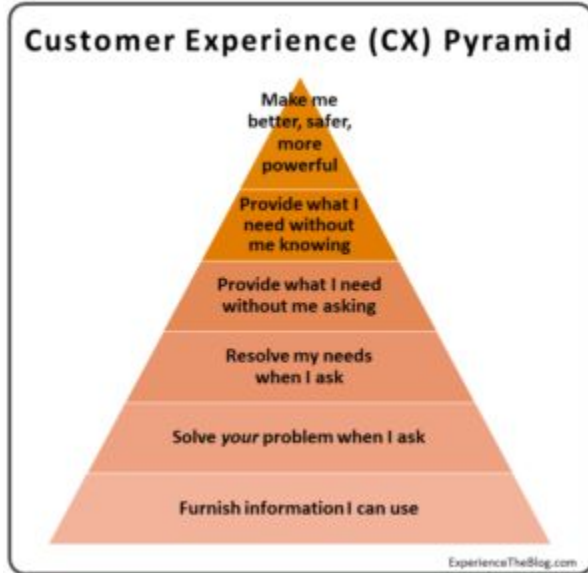 Customer Experience (CX) Pyramid
Make me
better, safer,
more
powerful
Provide what I
need without
me knowing
Provide what I need
without me asking
Resolve my needs
when I ask
Solve your problem when I ask
Furnish information I can use
ExperienceTheBlog.com